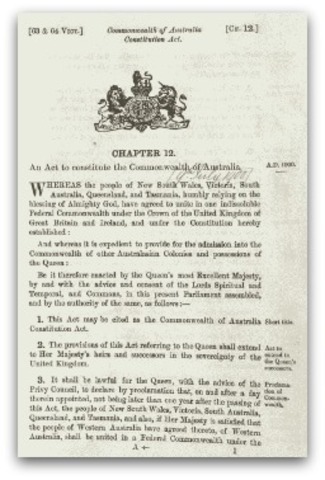 [63 & 64 VICT.] Commonwealth of Australia Constitution Act. [CH. 12.]
CHAPTER 12.
An Act to constitute the Commonwealth of Australia.
A.D. 1900.
WHEREAS the people of New South Wales, Victoria, South
Australia, Queensland, and Tasmania, humbly relying on the
blessing of Almighty God, have agreed to unite in one indissoluble
Federal Commonwealth under the Crown of the United Kingdom of
Great Britain and Ireland, and under the Constitution hereby
established:
And whereas it is expedient to provide for the admission into the
Commonwealth of other Australasian Colonies and possessions of
the Queen:
Be it therefore enacted by the Queen's most Excellent Majesty,
by and with the advice and consent of the Lords Spiritual and
Temporal, and Commons, in this present Parliament assembled,
and by the authority of the same, as follows:—
1. This Act may be cited as the Commonwealth of Australia
Constitution Act.
Short title.
2. The provisions of this Act referring to the Queen shall extend
to Her Majesty's heirs and successors in the sovereignty of the
United Kingdom.
Act to
extend to
the Queen's
successors.
3. It shall be lawful for the Queen, with the advice of the
Privy Council, to declare by proclamation that, on and after a day
therein appointed, not being later than one year after the passing of
this Act, the people of New South Wales, Victoria, South Australia,
Queensland, and Tasmania, and also, if Her Majesty is satisfied that
the people of Western Australia have agreed thereto, of Western
Australia, shall be united in a Federal Commonwealth under the
Proclama-
tion of
Common-
wealth.
A
1